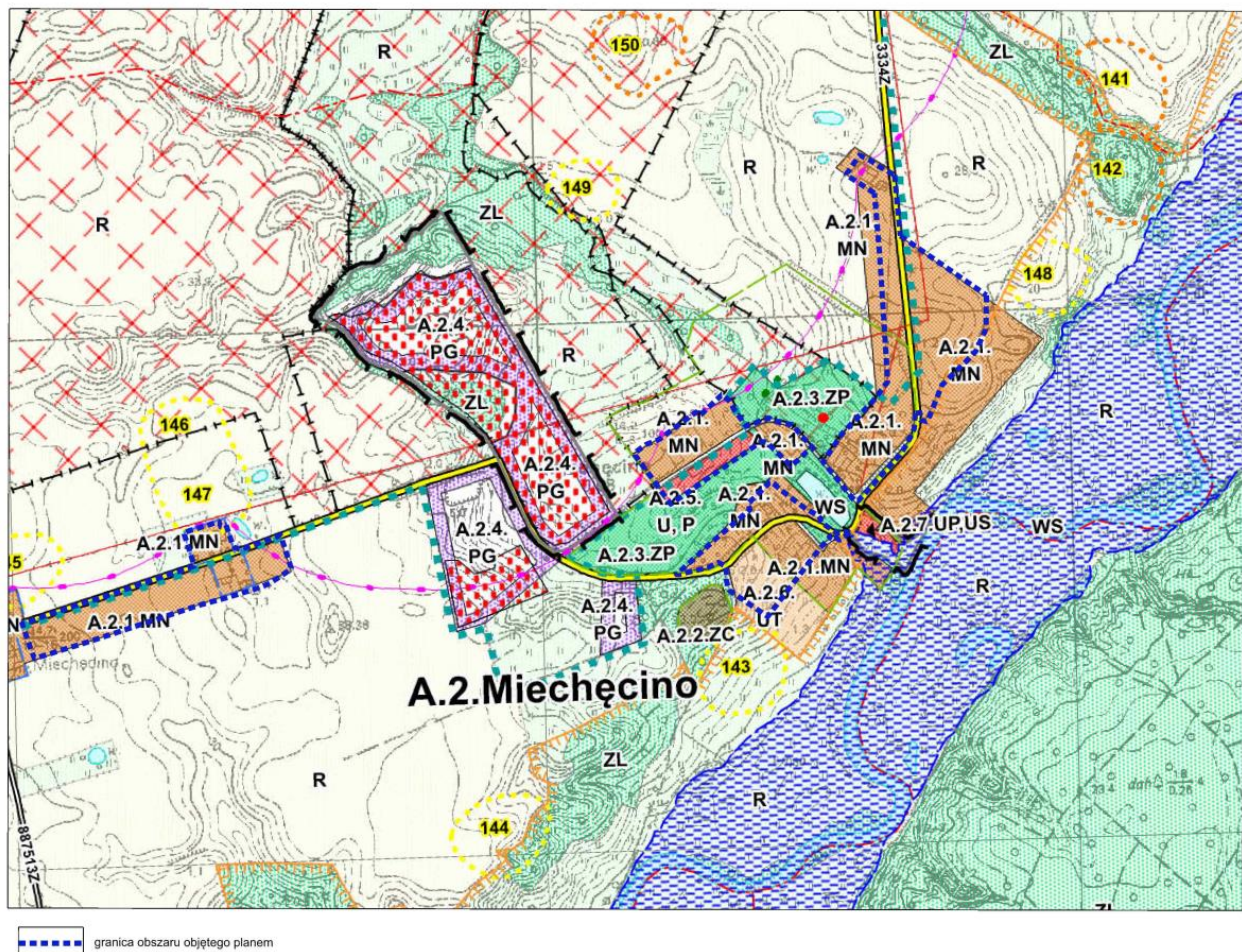 150
R
ZL
3334Z
141
R
R
142
149
ZL
R
A.2.1
MN
148
A.2.4.
PG
R
A.2.1.
MN
R
ZL
A.2.3.ZP
146
A.2.1.
MN
A.2.1.
MN
A.2.1.
MN
A.2.4.
PG
147
A.2.5.
U, P
A.2.1.
MN
WS
A.2.7.UP,US
WS
A.2.4.
PG
A.2.1 MN
A.2.3.ZP
A.2.1.MN
R
45
A.2.6.
UT
A.2.4.
PG
A.2.1 MN
A.2.2.ZC
Miechęcino
143
A.2.Miechęcino
ZL
R
R
144
887513Z
ZL
granica obszaru objętego planem